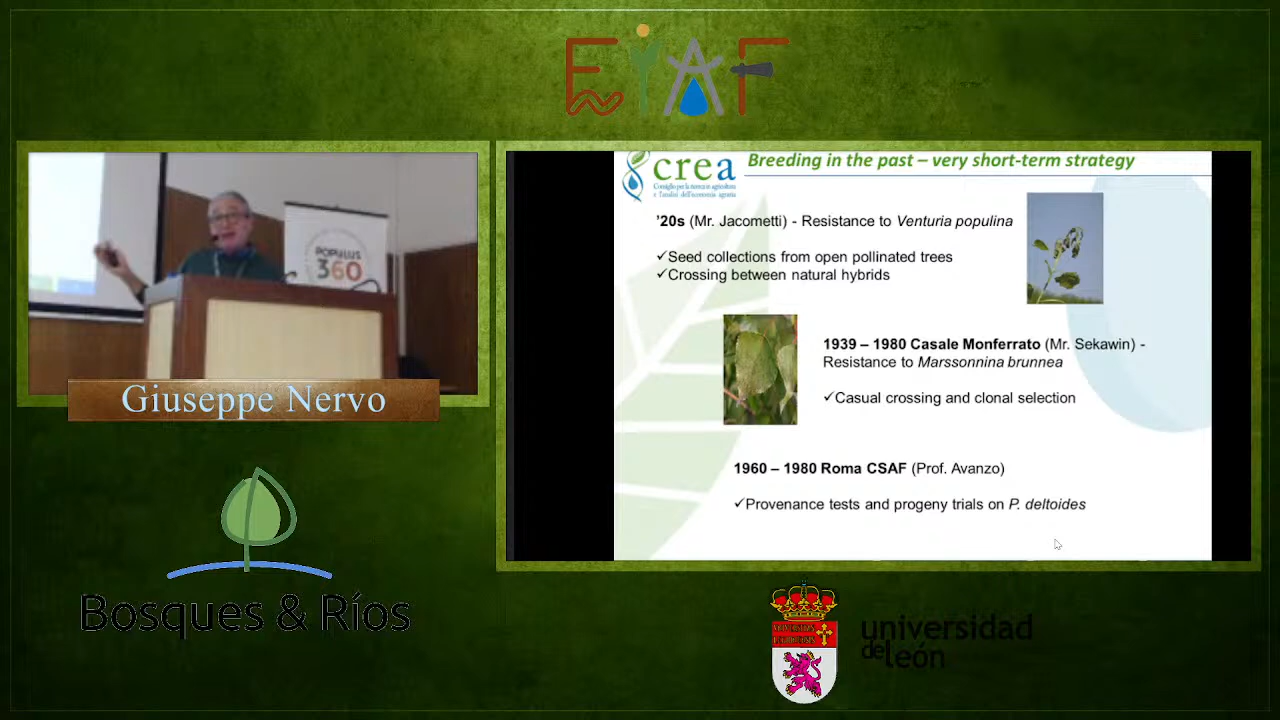 EIAF
POPULUS
360
Giuseppe Nervo
Bosques & Ríos
crea
Breeding in the past – very short-term strategy
'20s (Mr. Jacometti) - Resistance to Venturia populina
✓Seed collections from open pollinated trees
✓Crossing between natural hybrids
1939 – 1980 Casale Monferrato (Mr. Sekawin) -
Resistance to Marssonnina brunnea
✓Casual crossing and clonal selection
1960 – 1980 Roma CSAF (Prof. Avanzo)
✓Provenance tests and progeny trials on P. deltoides
universidad
de león